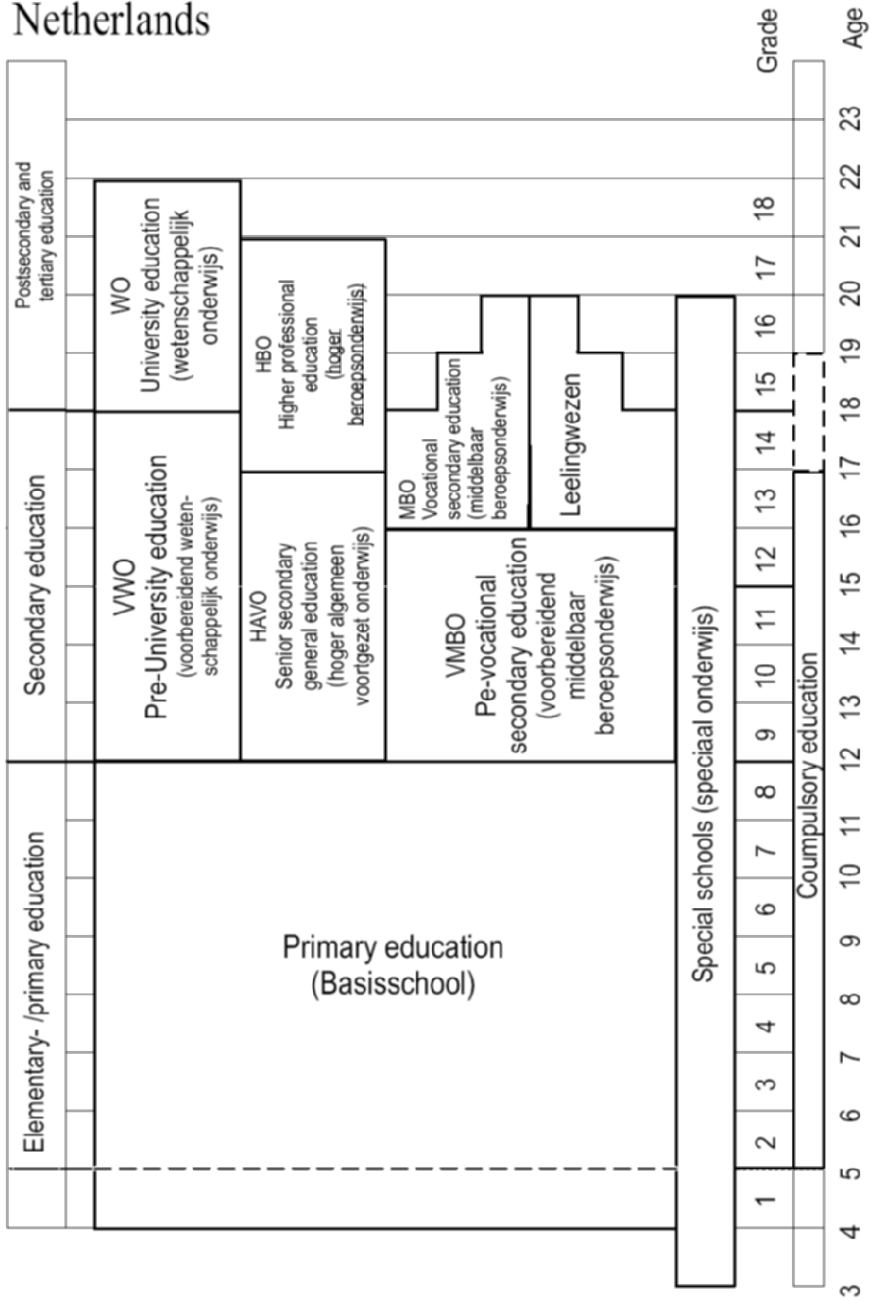 Netherlands
Grade
Age
Postsecondary and
tertiary education
Secondary education
Elementary- /primary education
WO
University education
(wetenschappelijk
onderwijs)
HBO
Higher professional
education
(hoger
beroepsonderwijs)
VWO
Pre-University education
(voorbereidend weten-
schappelijk onderwijs)
HAVO
Senior secondary
general education
(hoger algemeen
voortgezet onderwijs)
MBO
Vocational
secondary education
(middelbaar
beroepsonderwijs)
Leelingwezen
VMBO
Pe-vocational
secondary education
(voorbereidend
middelbaar
beroepsonderwijs)
Primary education
(Basisschool)
Special schools (speciaal onderwijs)
18
17
16
15
14
13
12
11
10
9
8
7
6
5
4
3
2
1
Coumpulsory education
23
22
21
20
19
18
17
16
15
14
13
12
11
10
9
8
7
6
5
4
3